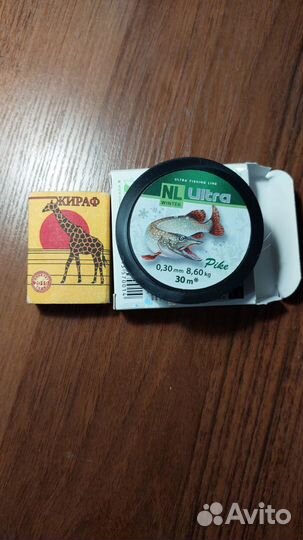 ЖИРАФ
ULTRA FISHING LINE
NL Ultra
WINTER
Pike
0,30 mm 8,60 kg
30 m
Avito